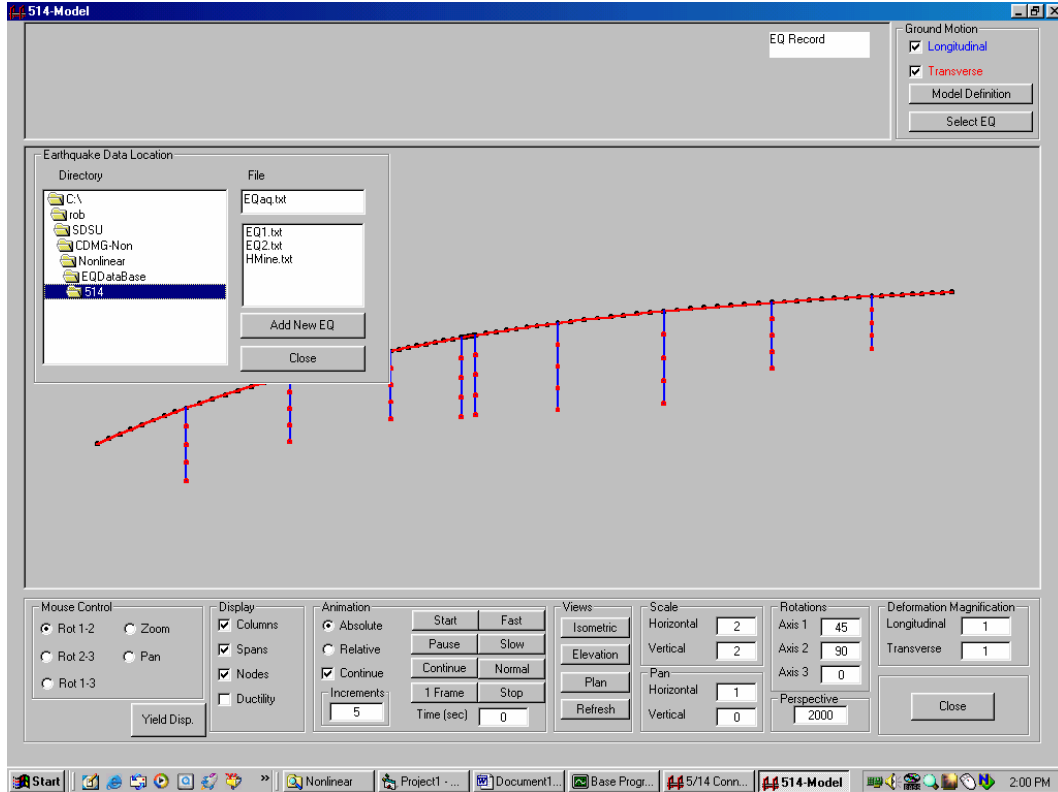 514-Model
EQ Record
Ground Motion
Longitudinal
Transverse
Model Definition
Select EQ
Earthquake Data Location
Directory
File
C:\
rob
SDSU
CDMG-Non
Nonlinear
EQDataBase
514
EQaq.txt
EQ1.txt
EQ2.txt
HMine.txt
Add New EQ
Close
Mouse Control
Rot 1-2
Zoom
Rot 2-3
Pan
Rot 1-3
Yield Disp.
Display
Columns
Spans
Nodes
Ductility
Animation
Absolute
Relative
Continue
Increments
5
Start
Fast
Pause
Slow
Continue
Normal
1 Frame
Stop
Time (sec)
0
Views
Isometric
Elevation
Plan
Refresh
Scale
Horizontal
2
Vertical
2
Pan
Horizontal
1
Vertical
0
Rotations
Axis 1
45
Axis 2
90
Axis 3
0
Perspective
2000
Deformation Magnification
Longitudinal
1
Transverse
1
Close
Start
»
Nonlinear
Project1 - ...
Document1...
Base Progr...
5/14 Conn...
514-Model
2:00 PM